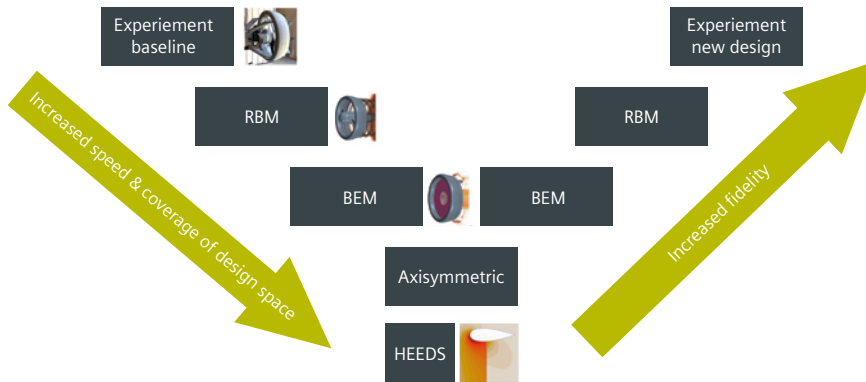 Experiement
baseline
Experiement
new design
RBM
RBM
BEM
BEM
Axisymmetric
HEEDS
Increased speed & coverage of design space
Increased fidelity